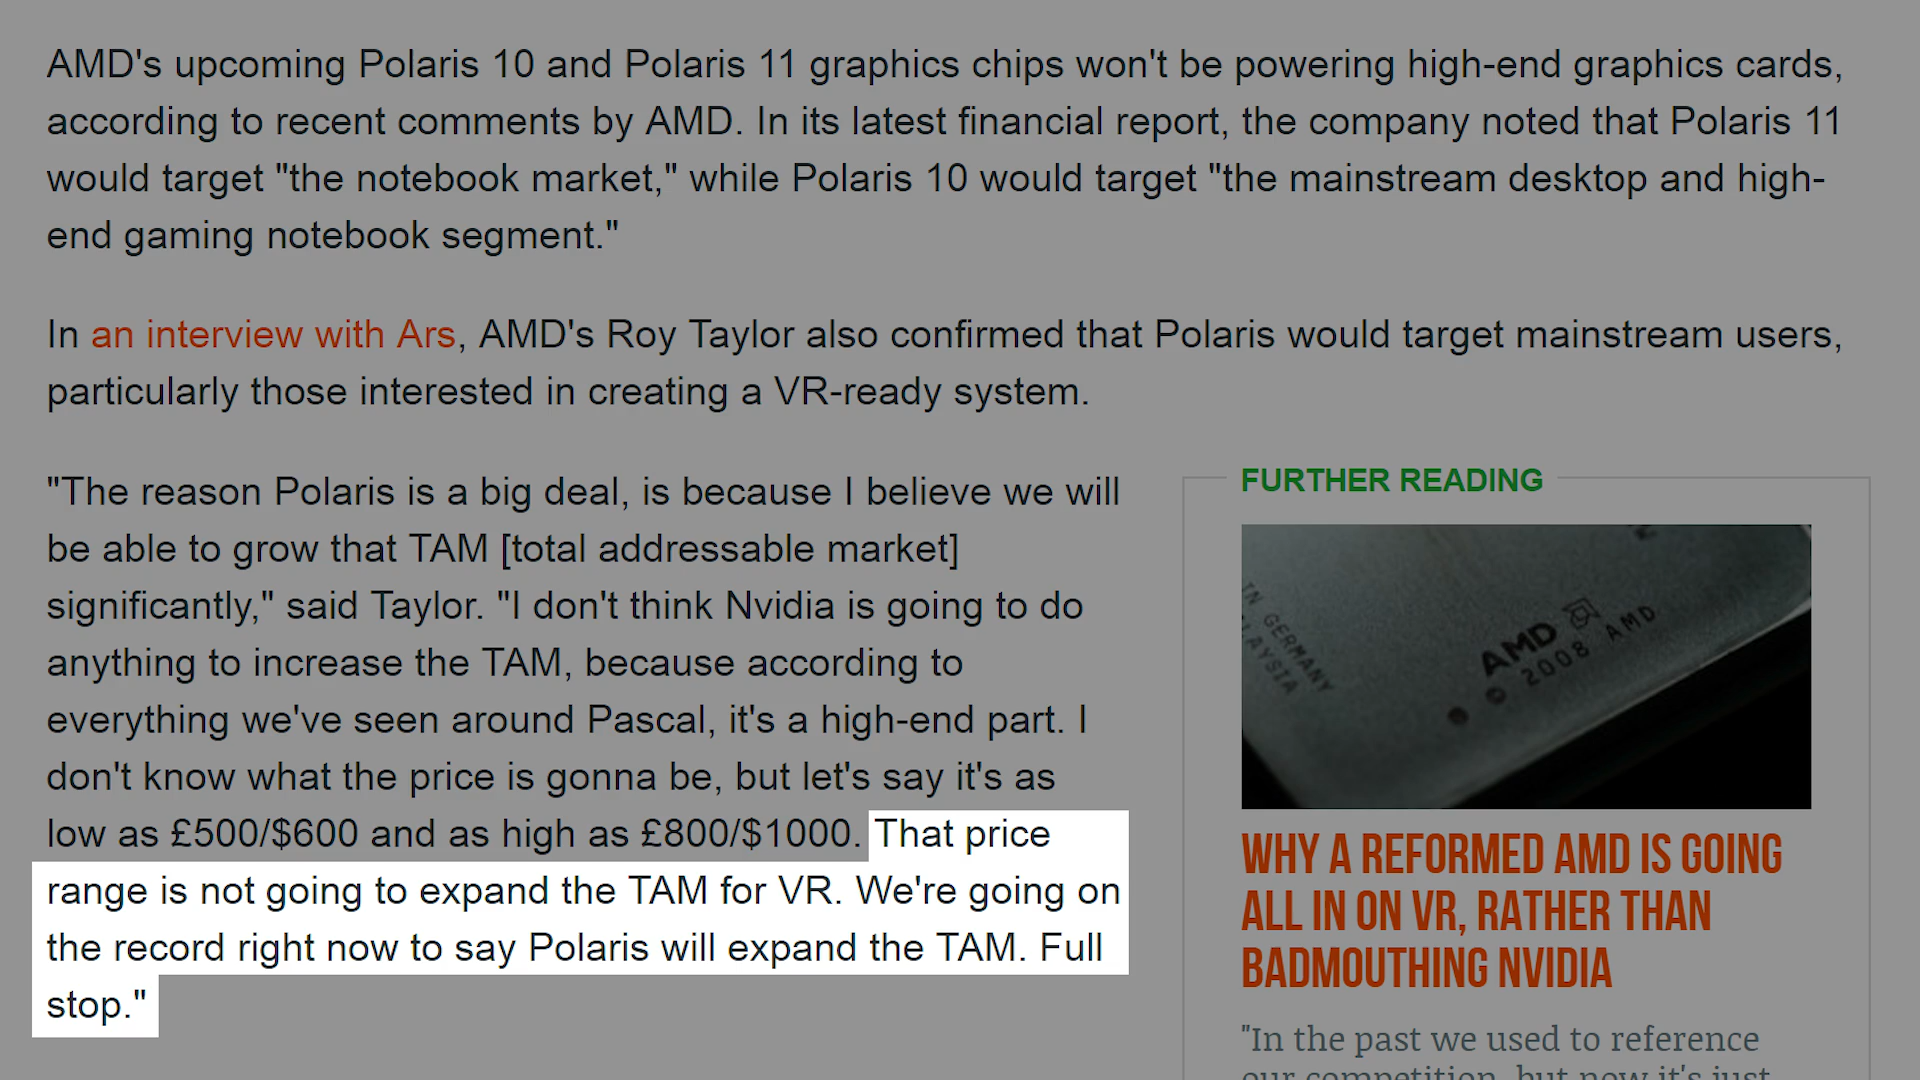 AMD's upcoming Polaris 10 and Polaris 11 graphics chips won't be powering high-end graphics cards,
according to recent comments by AMD. In its latest financial report, the company noted that Polaris 11
would target "the notebook market," while Polaris 10 would target "the mainstream desktop and high-
end gaming notebook segment."
In an interview with Ars, AMD's Roy Taylor also confirmed that Polaris would target mainstream users,
particularly those interested in creating a VR-ready system.
"The reason Polaris is a big deal, is because I believe we will
be able to grow that TAM [total addressable market]
significantly," said Taylor. "I don't think Nvidia is going to do
anything to increase the TAM, because according to
everything we've seen around Pascal, it's a high-end part. I
don't know what the price is gonna be, but let's say it's as
low as £500/$600 and as high as £800/$1000. That price
range is not going to expand the TAM for VR. We're going on
the record right now to say Polaris will expand the TAM. Full
stop."
FURTHER READING
IN GERMANY
LAYSIA
AMD
© 2008 AMD
WHY A REFORMED AMD IS GOING
ALL IN ON VR, RATHER THAN
BADMOUTHING NVIDIA
"In the past we used to reference
our competition, but now it's just